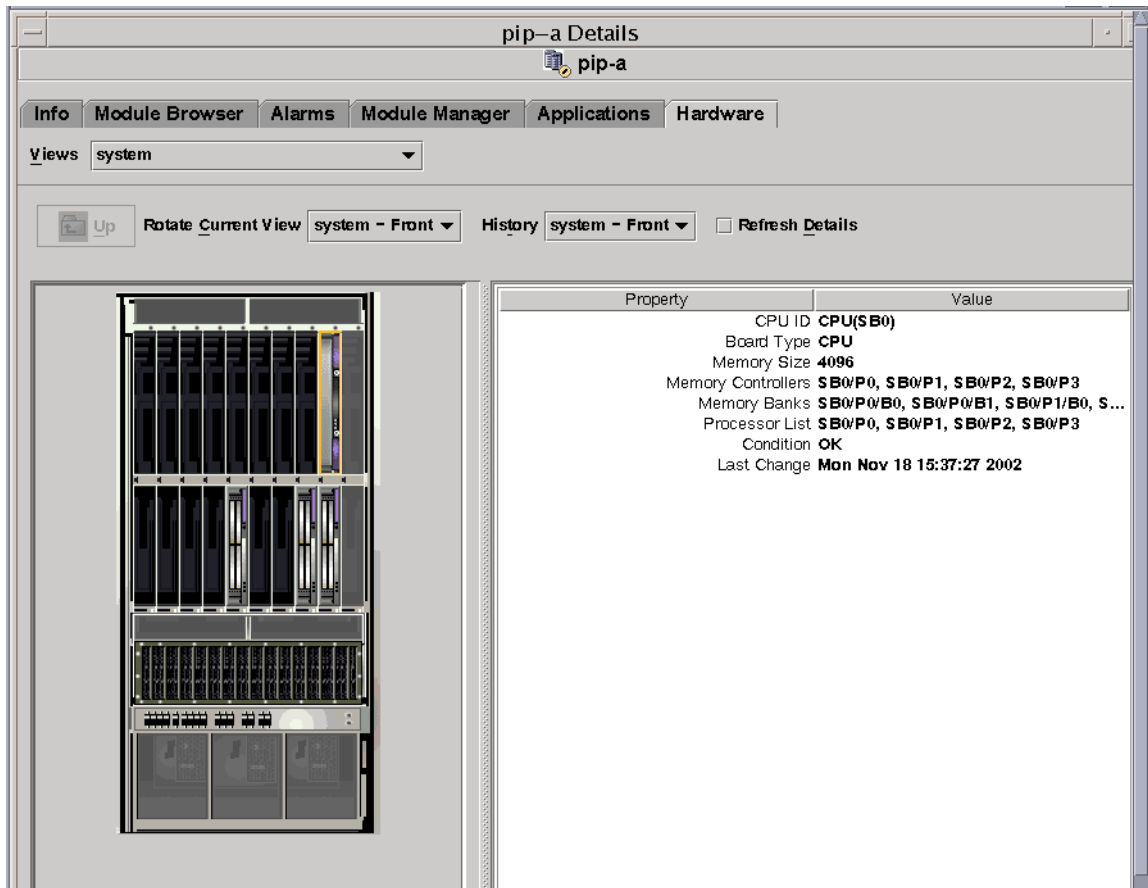 pip–a Details
pip-a
Info Module Browser Alarms Module Manager Applications Hardware
Views system
Up Rotate Current View system - Front History system - Front Refresh Details
Property Value
CPU ID CPU(SB0)
Board Type CPU
Memory Size 4096
Memory Controllers SB0/P0, SB0/P1, SB0/P2, SB0/P3
Memory Banks SB0/P0/B0, SB0/P0/B1, SB0/P1/B0, S...
Processor List SB0/P0, SB0/P1, SB0/P2, SB0/P3
Condition OK
Last Change Mon Nov 18 15:37:27 2002